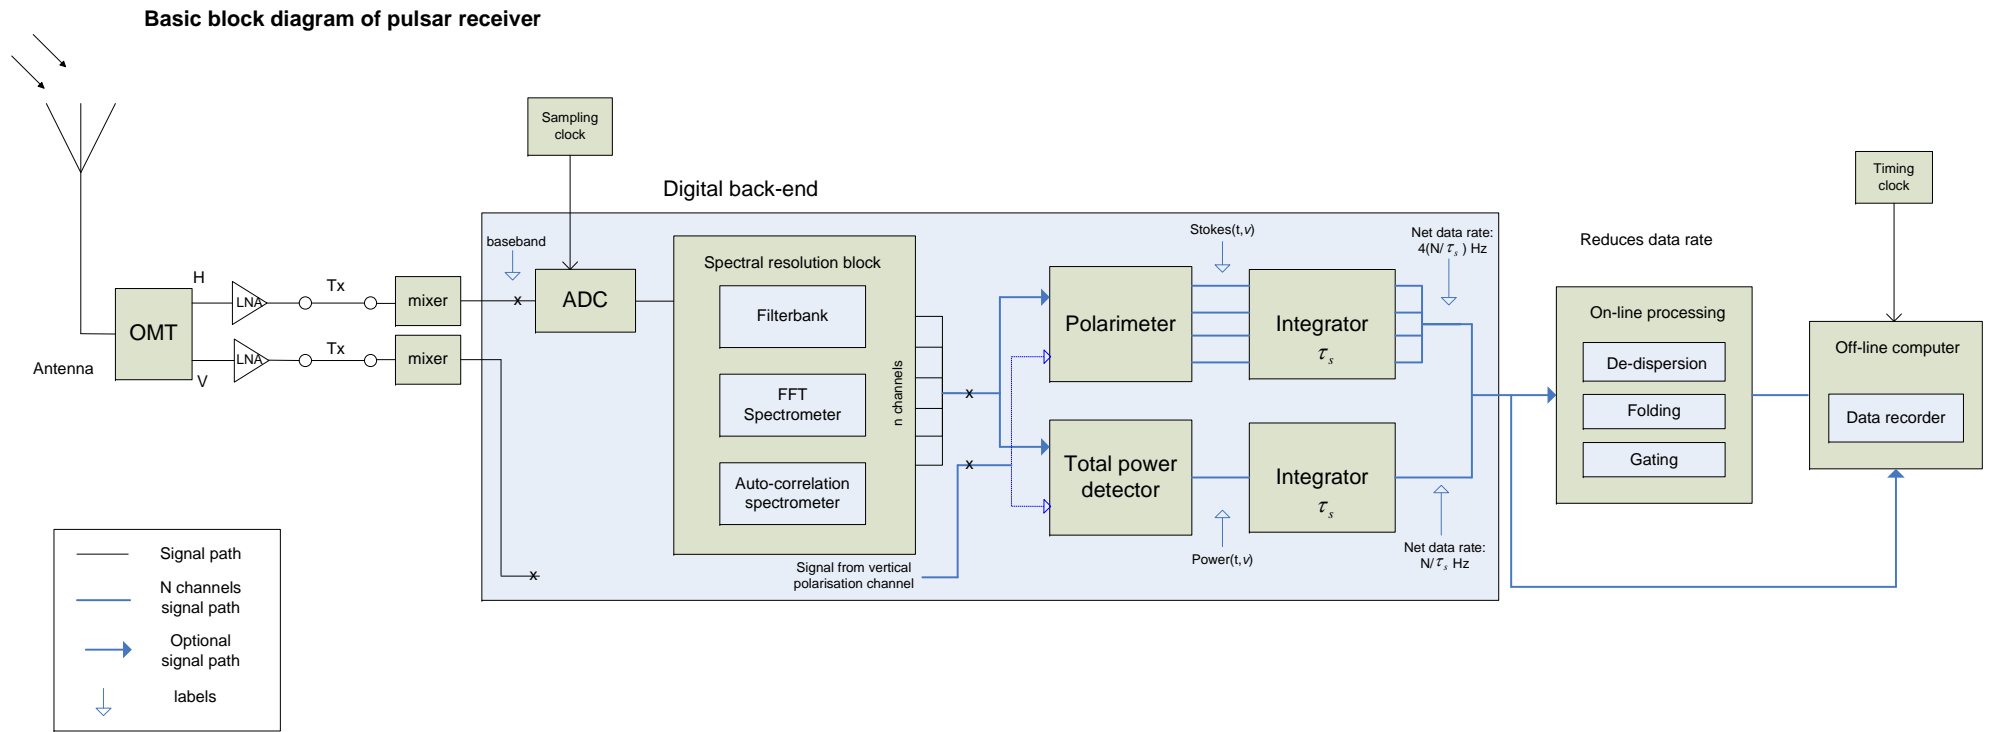 Basic block diagram of pulsar receiver
Antenna
OMT
H
V
LNA
LNA
Tx
Tx
mixer
mixer
Sampling
clock
Digital back-end
baseband
x
x
ADC
Spectral resolution block
Filterbank
FFT
Spectrometer
Auto-correlation
spectrometer
n channels
x
x
Signal from vertical
polarisation channel
Polarimeter
Total power
detector
Stokes(t,v)
Power(t,v)
Integrator
τs
Integrator
τs
Net data rate:
4(N/τs) Hz
Net data rate:
N/τs Hz
Reduces data rate
On-line processing
De-dispersion
Folding
Gating
Timing
clock
Off-line computer
Data recorder
Signal path
N channels
signal path
Optional
signal path
labels